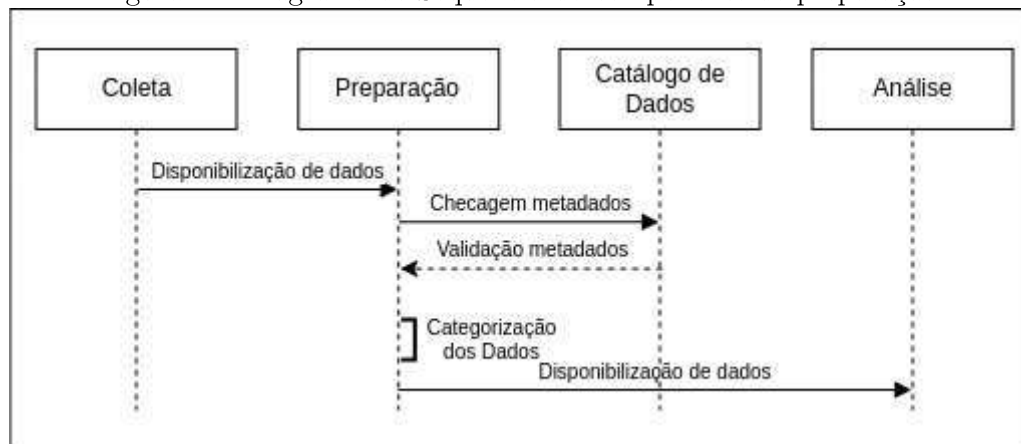 Coleta
Preparação
Catálogo de
Dados
Análise
Disponibilização de dados
Checagem metadados
Validação metadados
Categorização
dos Dados
Disponibilização de dados